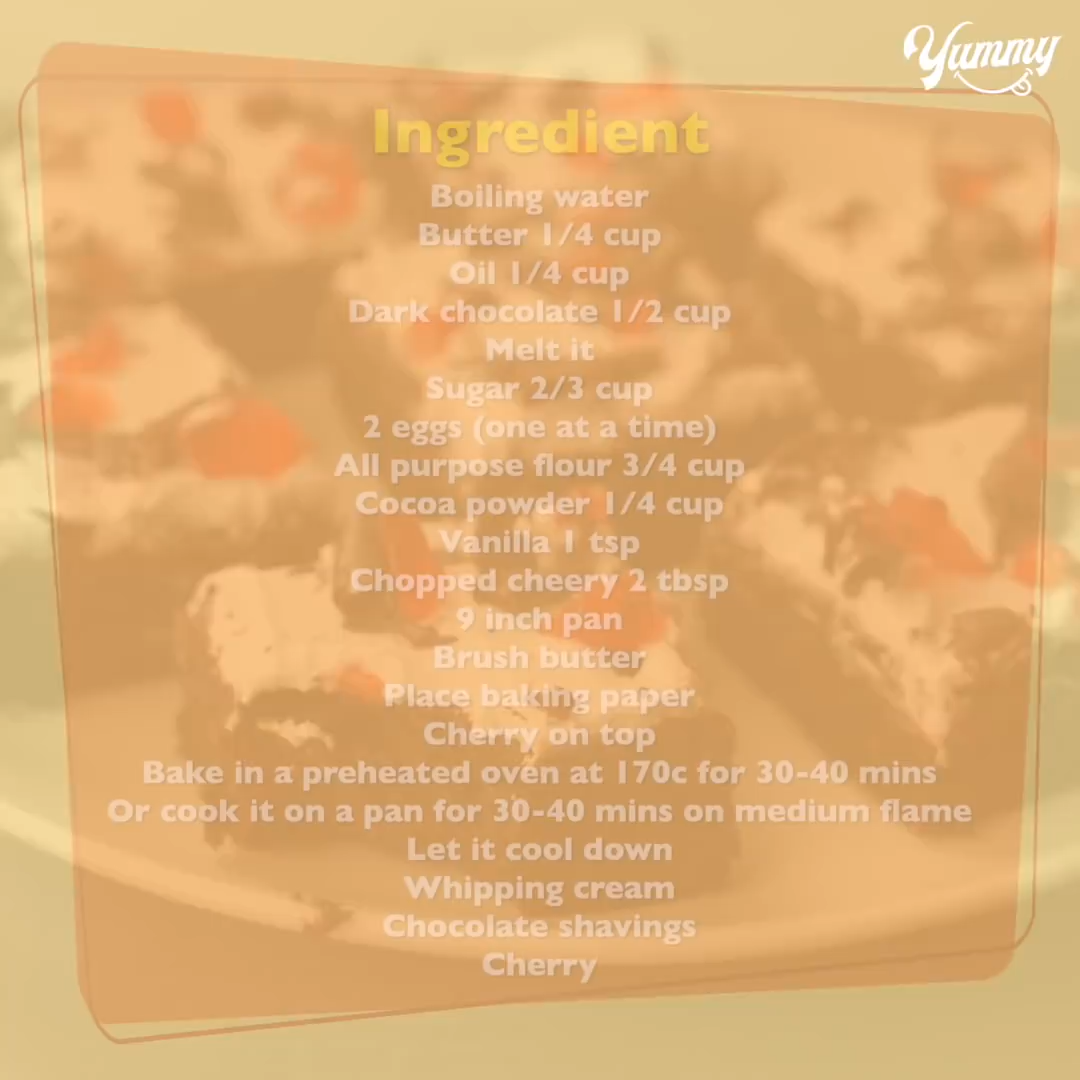 Yummy
Ingredient
Boiling water
Butter 1/4 cup
Oil 1/4 cup
Dark chocolate 1/2 cup
Melt it
Sugar 2/3 cup
2 eggs (one at a time)
All purpose flour 3/4 cup
Cocoa powder 1/4 cup
Vanilla 1 tsp
Chopped cheery 2 tbsp
9 inch pan
Brush butter
Place baking paper
Cherry on top
Bake in a preheated oven at 170c for 30-40 mins
Or cook it on a pan for 30-40 mins on medium flame
Let it cool down
Whipping cream
Chocolate shavings
Cherry